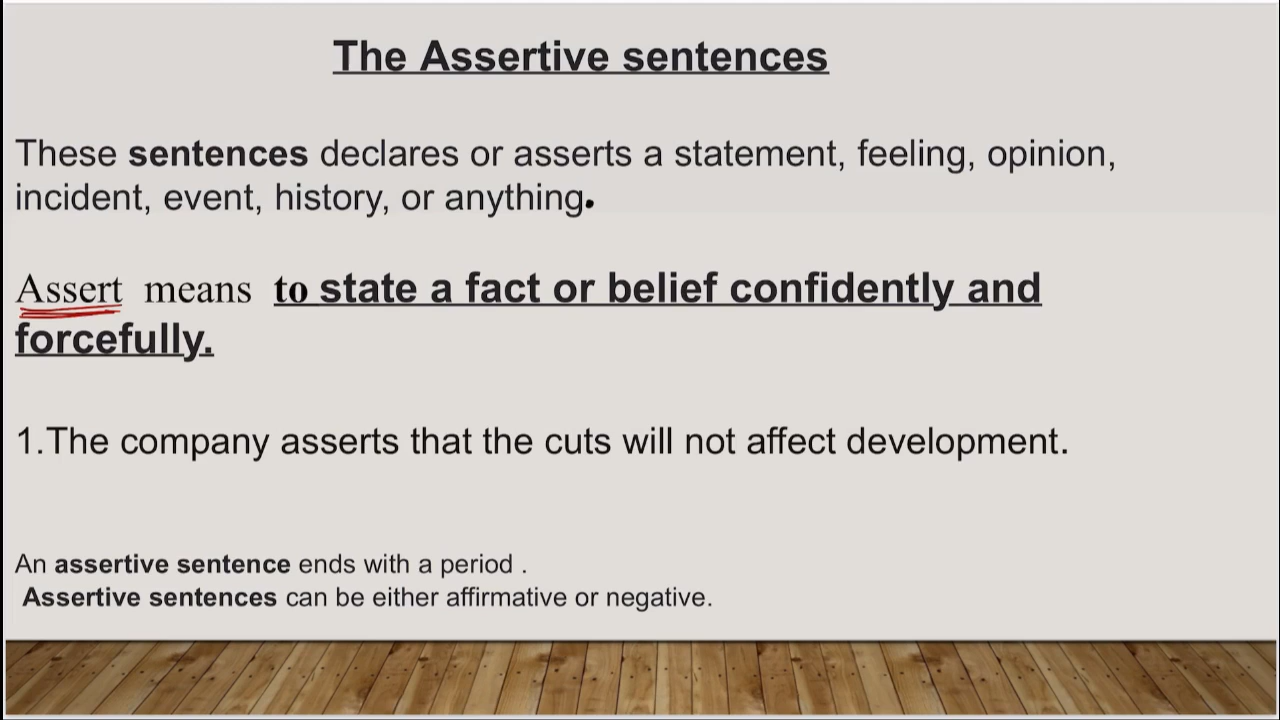 The Assertive sentences
These sentences declares or asserts a statement, feeling, opinion,
incident, event, history, or anything.
Assert means to state a fact or belief confidently and
forcefully.
1.The company asserts that the cuts will not affect development.
An assertive sentence ends with a period .
Assertive sentences can be either affirmative or negative.